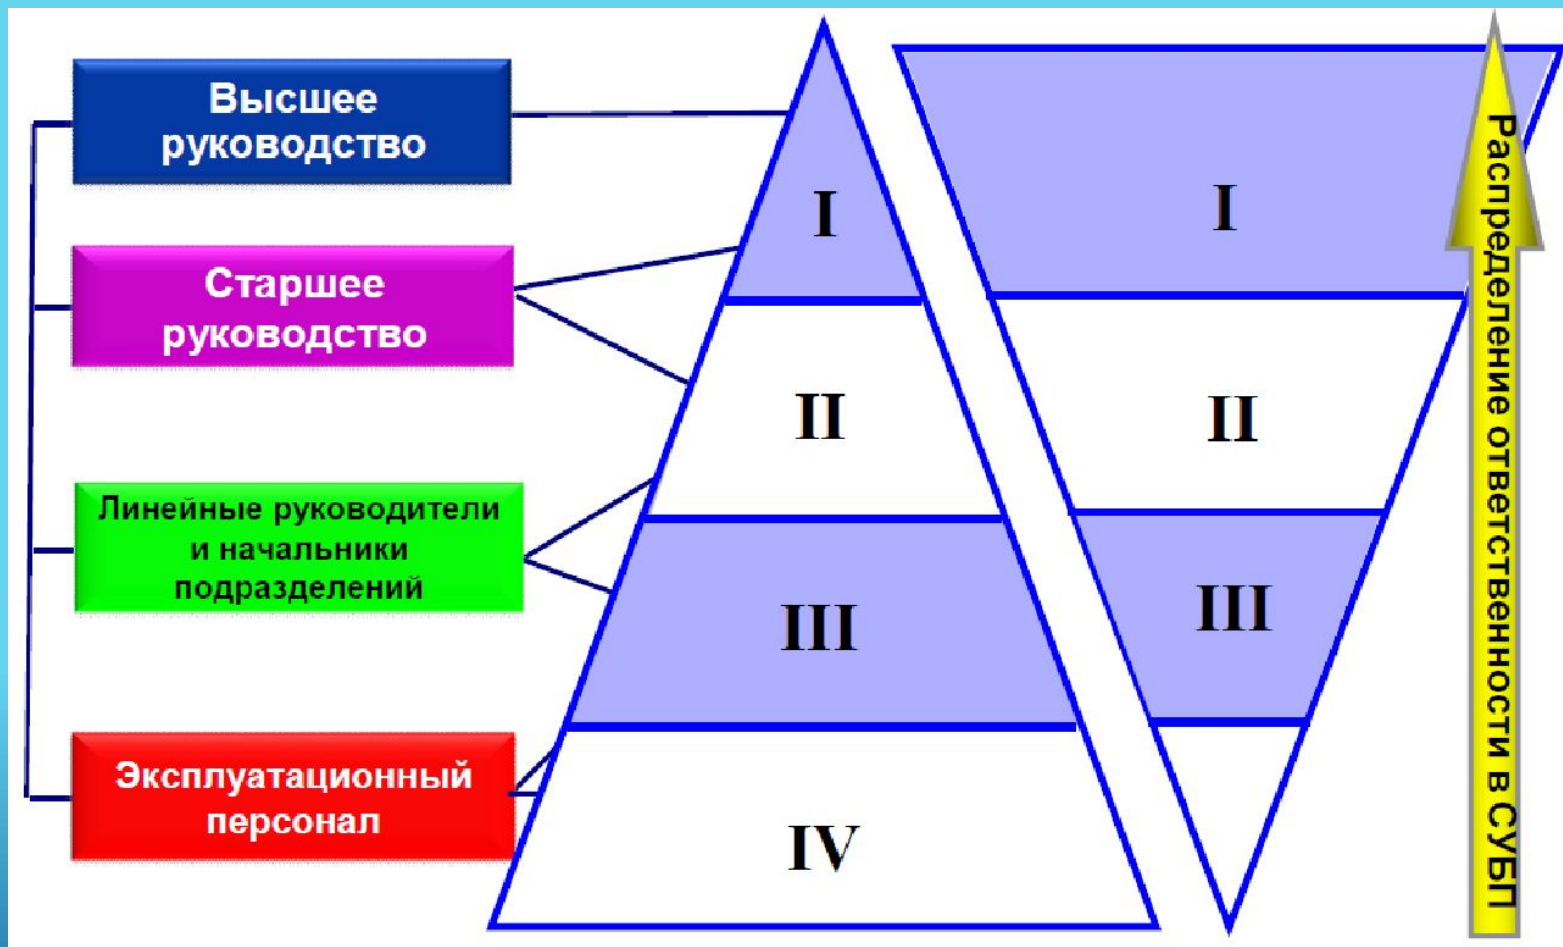 Высшее
руководство
Старшее
руководство
Линейные руководители
и начальники
подразделений
Эксплуатационный
персонал
I
II
III
IV
I
II
III
Распределение ответственности в СУБП